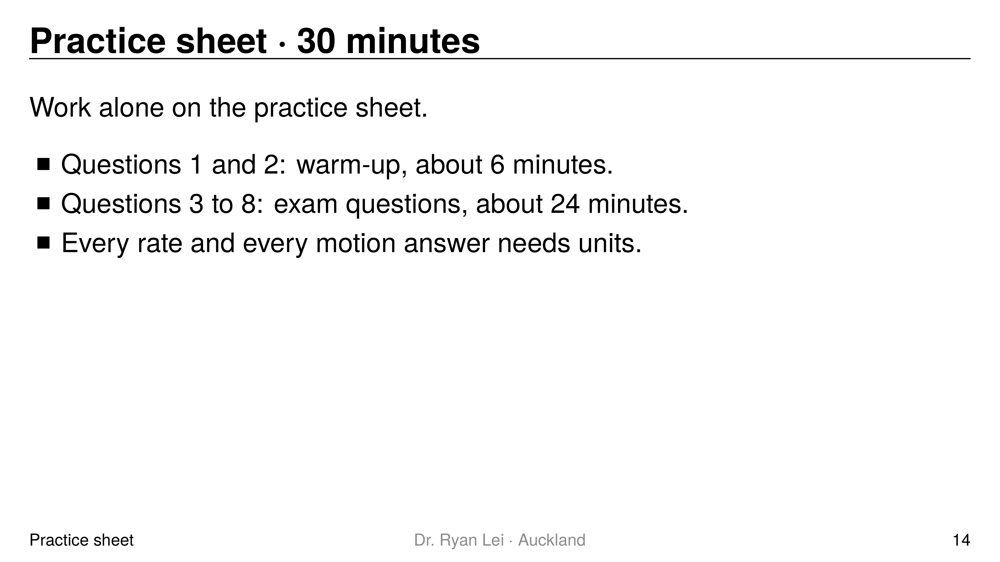 Practice sheet · 30 minutes
Work alone on the practice sheet.
■ Questions 1 and 2: warm-up, about 6 minutes.
■ Questions 3 to 8: exam questions, about 24 minutes.
■ Every rate and every motion answer needs units.
Practice sheet
Dr. Ryan Lei · Auckland
14